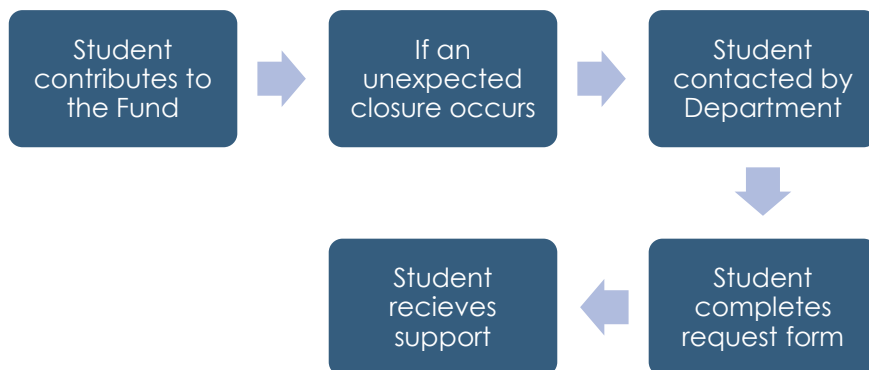 Student
contributes to
the Fund
If an
unexpected
closure occurs
Student
contacted by
Department
Student
completes
request form
Student
recieves
support